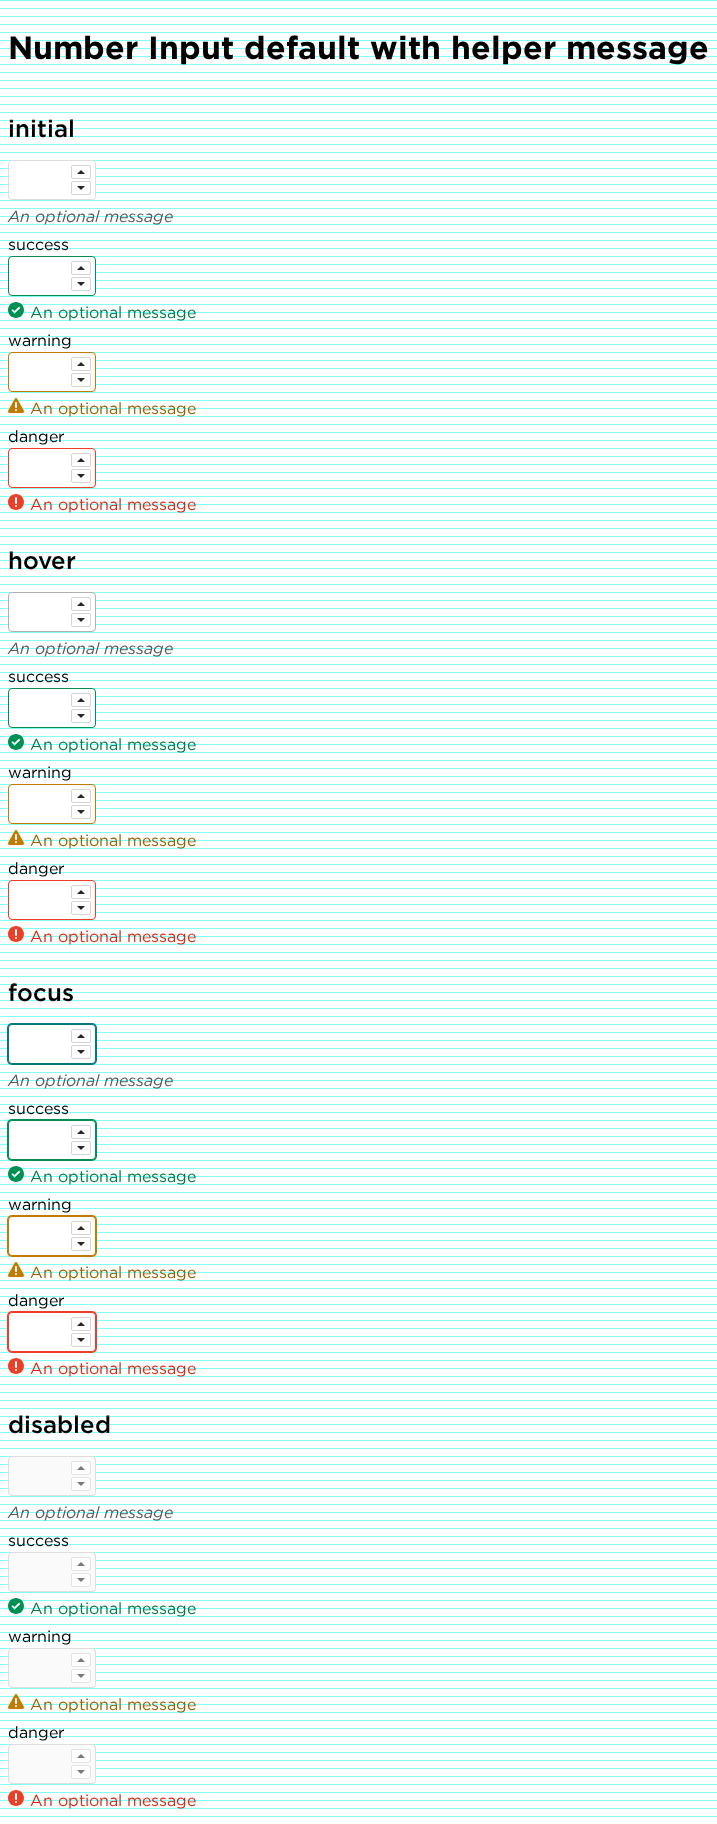 Number Input default with helper message
initial
An optional message
success
An optional message
warning
An optional message
danger
An optional message
hover
An optional message
success
An optional message
warning
An optional message
danger
An optional message
focus
An optional message
success
An optional message
warning
An optional message
danger
An optional message
disabled
An optional message
success
An optional message
warning
An optional message
danger
An optional message